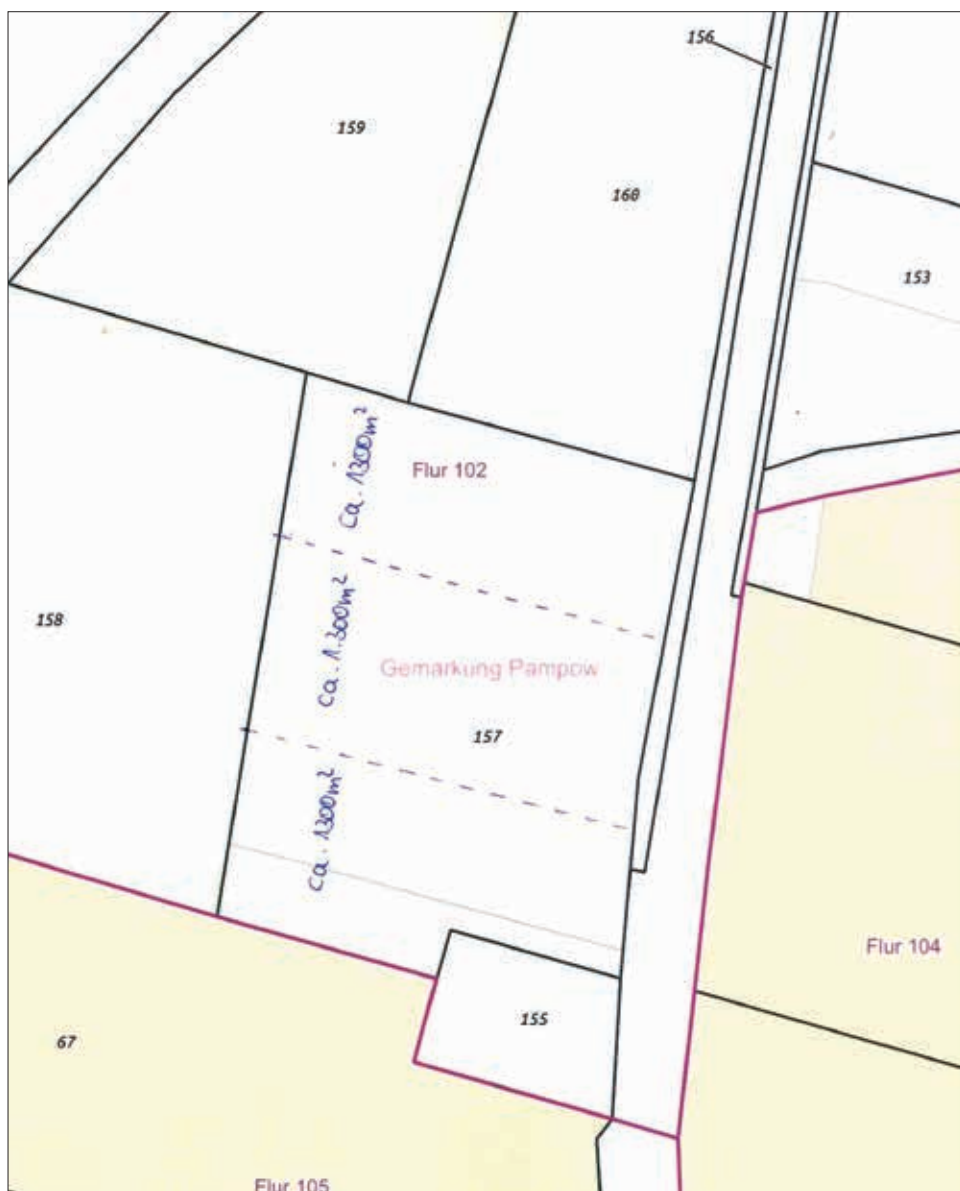 156
159
160
153
ca. 1300m²
Flur 102
158
ca. 1.300m²
Gemarkung Pampow
157
ca. 1300m²
Flur 104
155
67
Flur 105